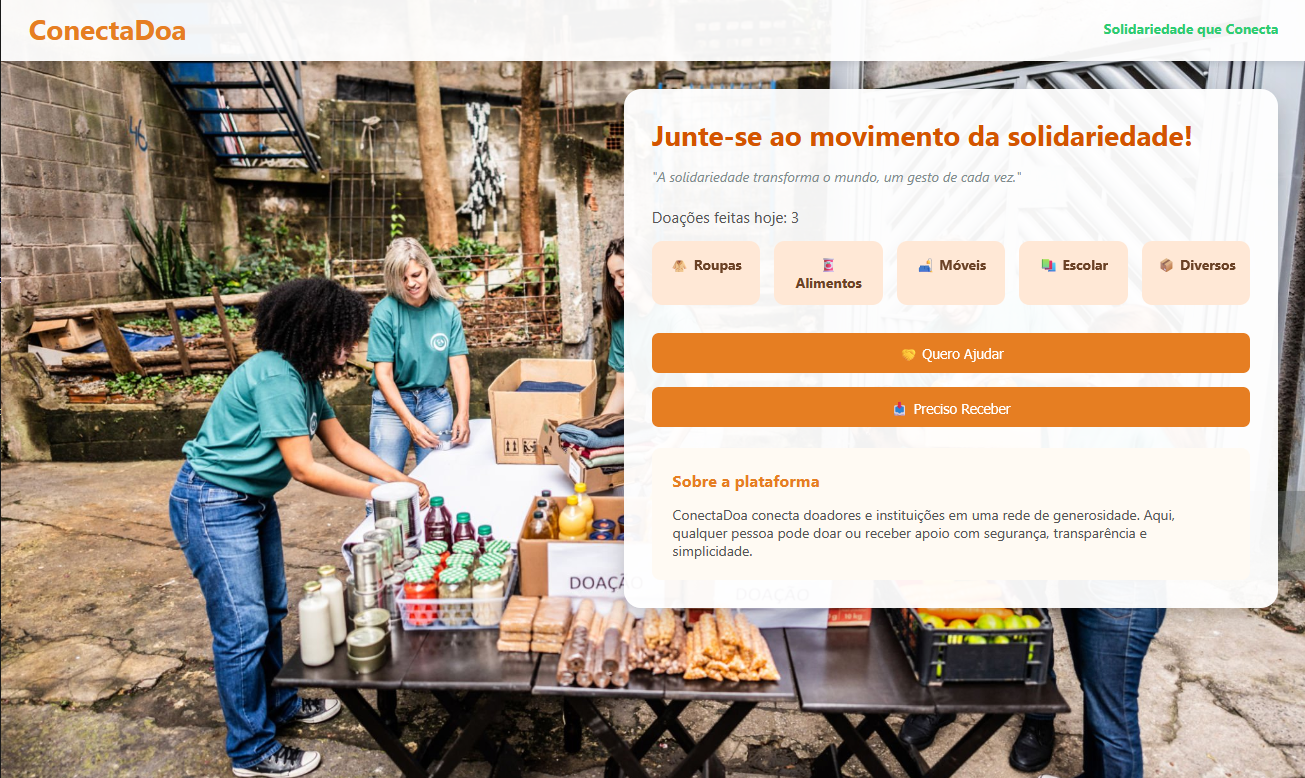 ConectaDoa
Solidariedade que Conecta
Junte-se ao movimento da solidariedade!
"A solidariedade transforma o mundo, um gesto de cada vez."
Doações feitas hoje: 3
Roupas
Alimentos
Móveis
Escolar
Diversos
Quero Ajudar
Preciso Receber
Sobre a plataforma
ConectaDoa conecta doadores e instituições em uma rede de generosidade. Aqui,
qualquer pessoa pode doar ou receber apoio com segurança, transparência e
simplicidade.
DOAÇÃO
DOAÇÃO
46